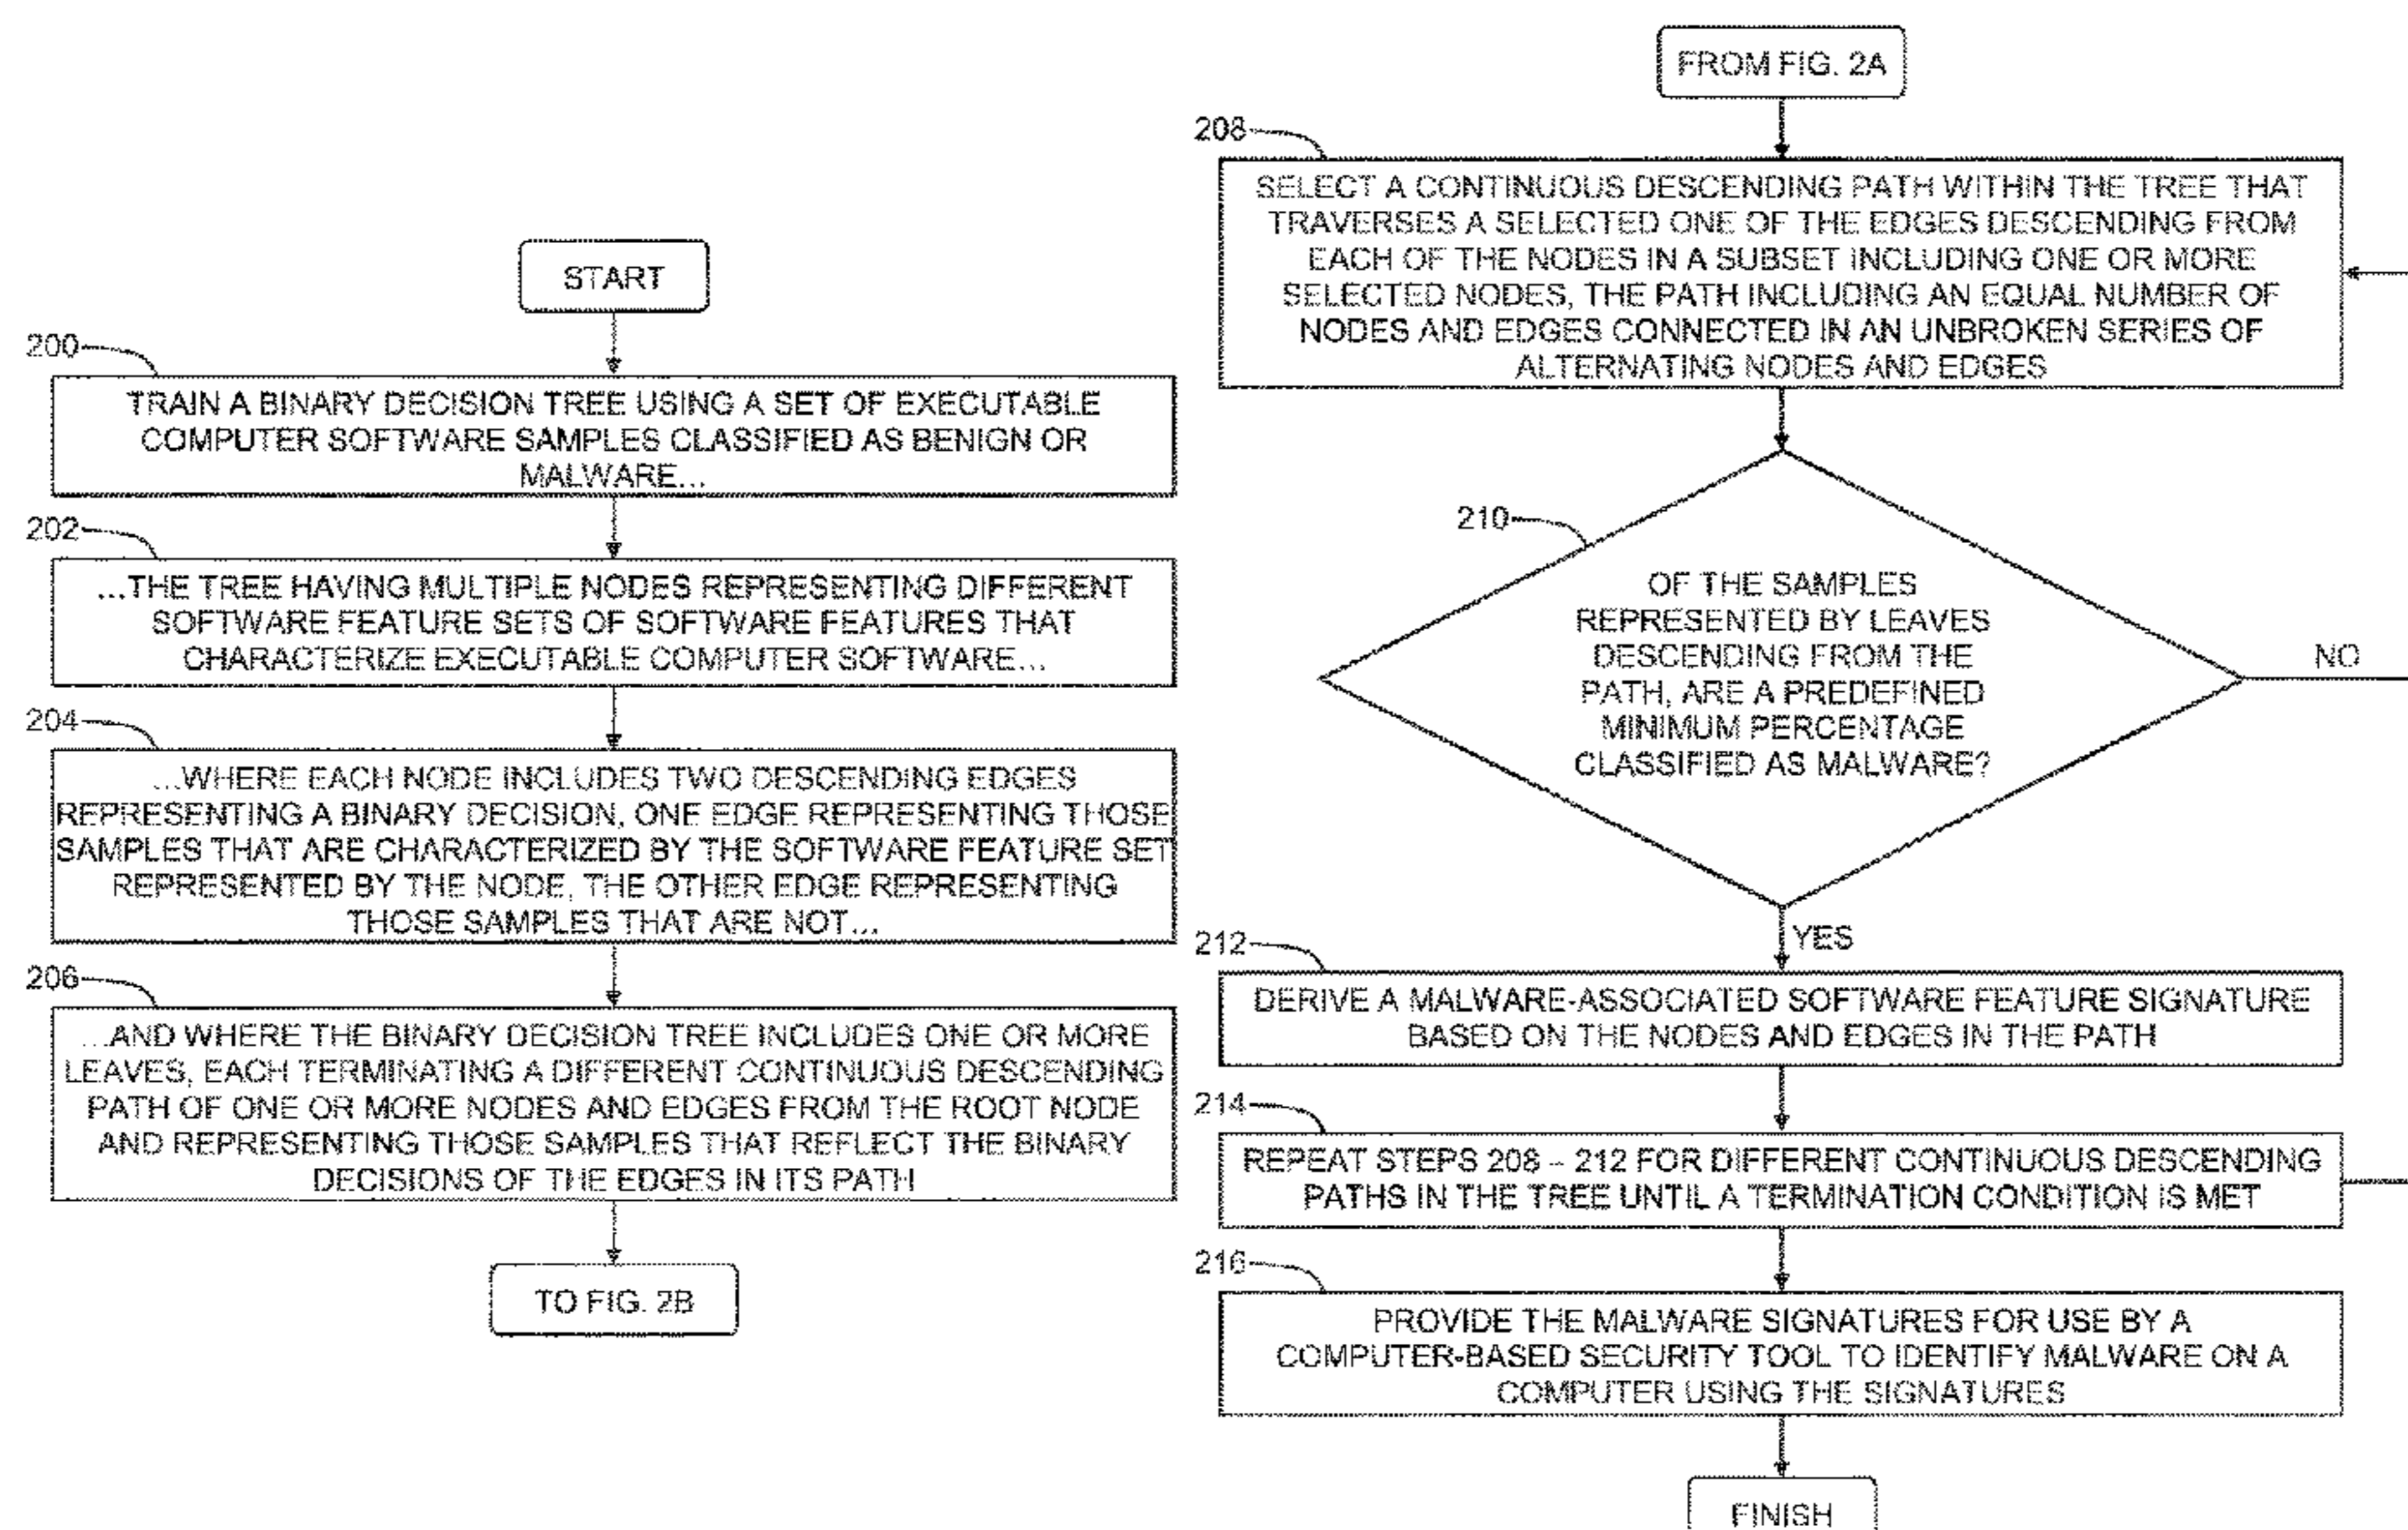 START
200
TRAIN A BINARY DECISION TREE USING A SET OF EXECUTABLE
COMPUTER SOFTWARE SAMPLES CLASSIFIED AS BENIGN OR
MALWARE...
202
...THE TREE HAVING MULTIPLE NODES REPRESENTING DIFFERENT
SOFTWARE FEATURE SETS OF SOFTWARE FEATURES THAT
CHARACTERIZE EXECUTABLE COMPUTER SOFTWARE...
204
...WHERE EACH NODE INCLUDES TWO DESCENDING EDGES
REPRESENTING A BINARY DECISION, ONE EDGE REPRESENTING THOSE
SAMPLES THAT ARE CHARACTERIZED BY THE SOFTWARE FEATURE SET
REPRESENTED BY THE NODE, THE OTHER EDGE REPRESENTING
THOSE SAMPLES THAT ARE NOT...
206
...AND WHERE THE BINARY DECISION TREE INCLUDES ONE OR MORE
LEAVES, EACH TERMINATING A DIFFERENT CONTINUOUS DESCENDING
PATH OF ONE OR MORE NODES AND EDGES FROM THE ROOT NODE
AND REPRESENTING THOSE SAMPLES THAT REFLECT THE BINARY
DECISIONS OF THE EDGES IN ITS PATH
TO FIG. 2B
FROM FIG. 2A
208
SELECT A CONTINUOUS DESCENDING PATH WITHIN THE TREE THAT
TRAVERSES A SELECTED ONE OF THE EDGES DESCENDING FROM
EACH OF THE NODES IN A SUBSET INCLUDING ONE OR MORE
SELECTED NODES, THE PATH INCLUDING AN EQUAL NUMBER OF
NODES AND EDGES CONNECTED IN AN UNBROKEN SERIES OF
ALTERNATING NODES AND EDGES
210
OF THE SAMPLES
REPRESENTED BY LEAVES
DESCENDING FROM THE
PATH, ARE A PREDEFINED
MINIMUM PERCENTAGE
CLASSIFIED AS MALWARE?
NO
YES
212
DERIVE A MALWARE-ASSOCIATED SOFTWARE FEATURE SIGNATURE
BASED ON THE NODES AND EDGES IN THE PATH
214
REPEAT STEPS 208 – 212 FOR DIFFERENT CONTINUOUS DESCENDING
PATHS IN THE TREE UNTIL A TERMINATION CONDITION IS MET
216
PROVIDE THE MALWARE SIGNATURES FOR USE BY A
COMPUTER-BASED SECURITY TOOL TO IDENTIFY MALWARE ON A
COMPUTER USING THE SIGNATURES
FINISH